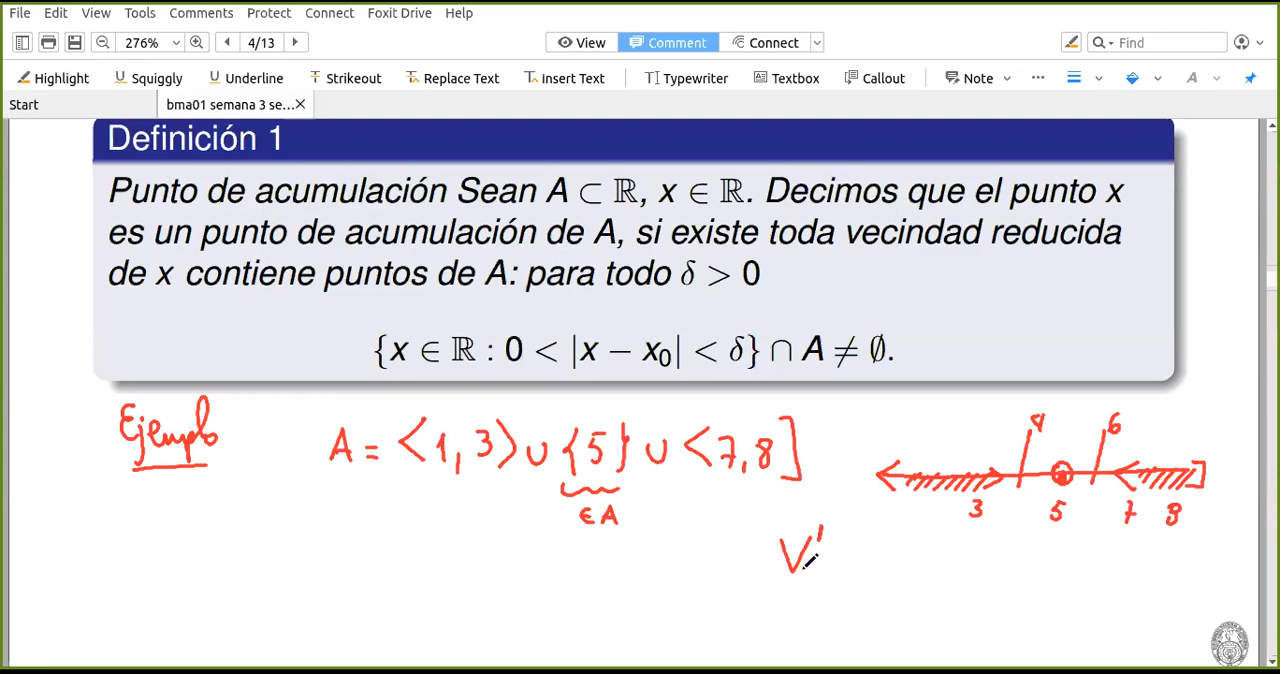 File Edit View Tools Comments Protect Connect Foxit Drive Help
276% 4/13 View Comment Connect Find
Highlight Squiggly Underline Strikeout Replace Text Insert Text Typewriter Textbox Callout Note ... A
Start bma01 semana 3 se...
Definición 1
Punto de acumulación Sean A ⊂ ℝ, x ∈ ℝ. Decimos que el punto x
es un punto de acumulación de A, si existe toda vecindad reducida
de x contiene puntos de A: para todo δ > 0
{x ∈ ℝ : 0 < |x − x₀| < δ} ∩ A ≠ ∅.
Ejemplo A = <1, 3> ∪ {5} ∪ <7, 8]
∈ A
4 6
3 5 7 8
V'